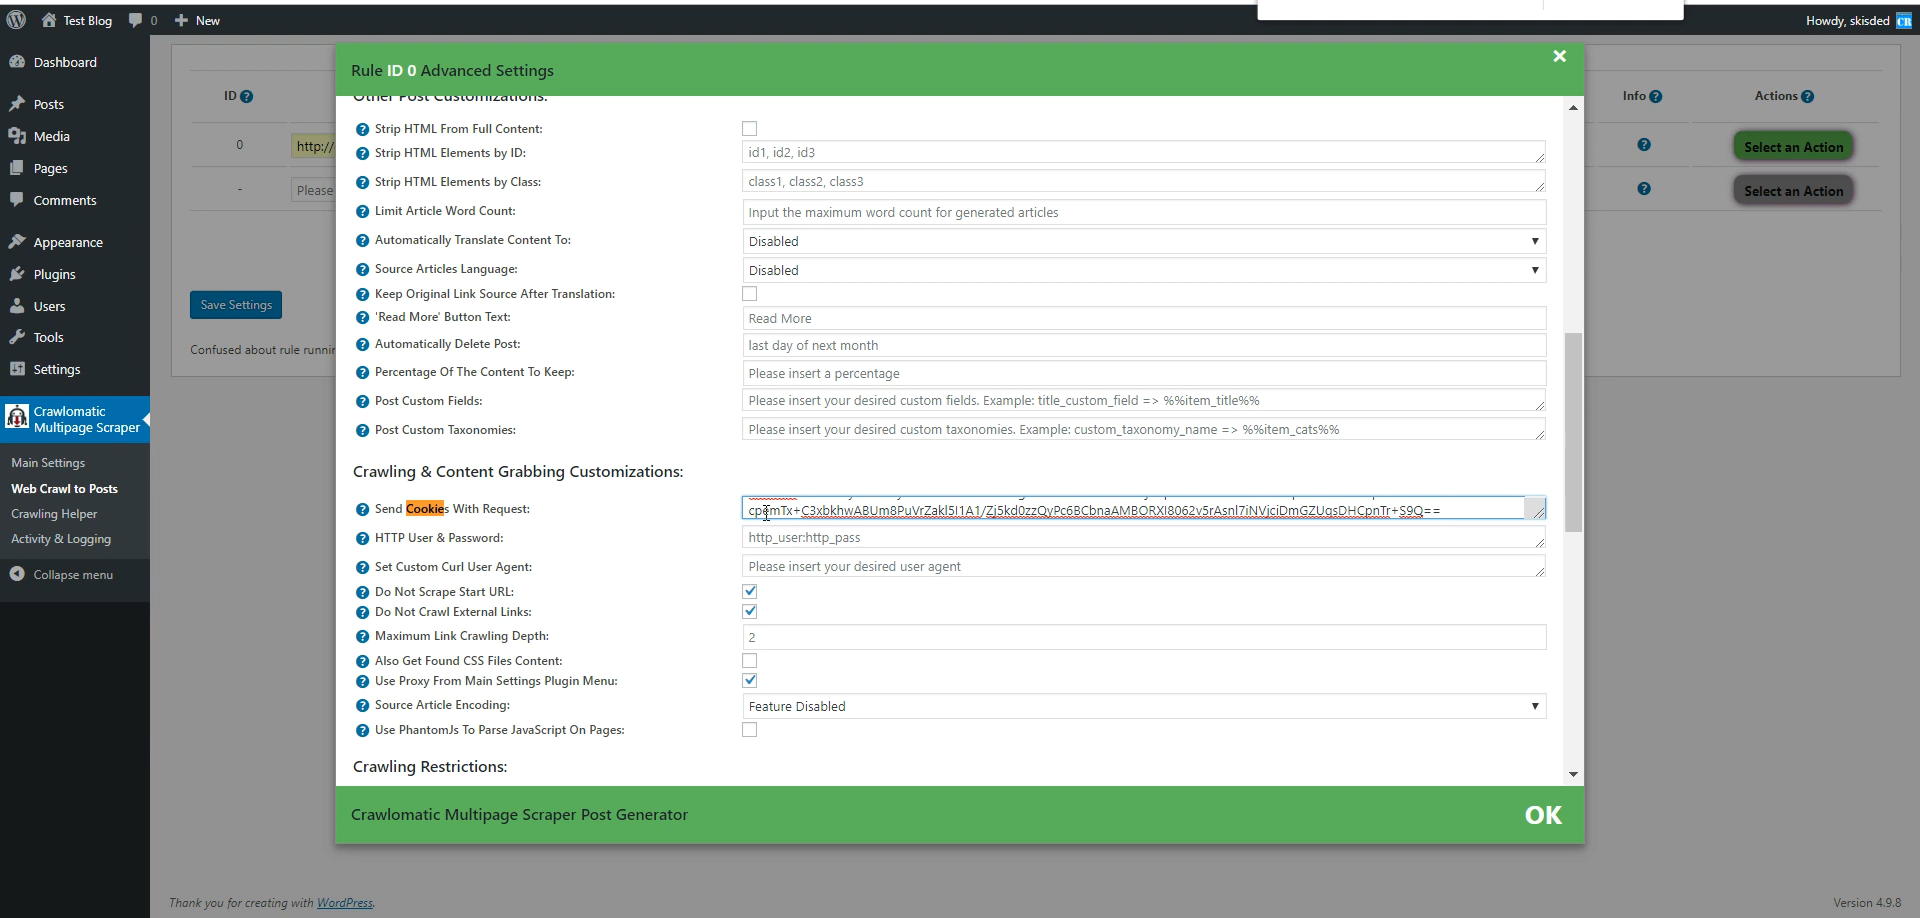 Test Blog 0 New Howdy, skisded CR
Dashboard
Posts
Media
Pages
Comments
Appearance
Plugins
Users
Tools
Settings
Crawlomatic
Multipage Scraper
Main Settings
Web Crawl to Posts
Crawling Helper
Activity & Logging
Collapse menu
ID Info Actions
0 http:// Select an Action
- Please Select an Action
Save Settings
Confused about rule runnin
Rule ID 0 Advanced Settings
Other Post Customizations:
Strip HTML From Full Content:
Strip HTML Elements by ID: id1, id2, id3
Strip HTML Elements by Class: class1, class2, class3
Limit Article Word Count: Input the maximum word count for generated articles
Automatically Translate Content To: Disabled
Source Articles Language: Disabled
Keep Original Link Source After Translation:
'Read More' Button Text: Read More
Automatically Delete Post: last day of next month
Percentage Of The Content To Keep: Please insert a percentage
Post Custom Fields: Please insert your desired custom fields. Example: title_custom_field => %%item_title%%
Post Custom Taxonomies: Please insert your desired custom taxonomies. Example: custom_taxonomy_name => %%item_cats%%
Crawling & Content Grabbing Customizations:
Send Cookies With Request:
HTTP User & Password: http_user:http_pass
Set Custom Curl User Agent: Please insert your desired user agent
Do Not Scrape Start URL:
Do Not Crawl External Links:
Maximum Link Crawling Depth: 2
Also Get Found CSS Files Content:
Use Proxy From Main Settings Plugin Menu:
Source Article Encoding: Feature Disabled
Use PhantomJs To Parse JavaScript On Pages:
Crawling Restrictions:
Crawlomatic Multipage Scraper Post Generator OK
Thank you for creating with WordPress. Version 4.9.8